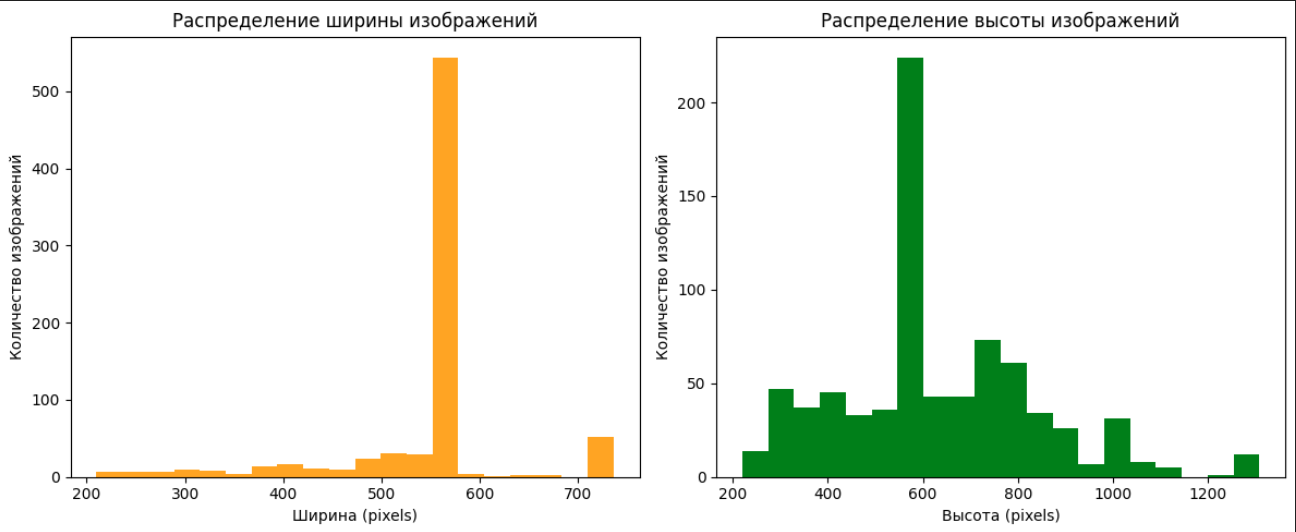 Распределение ширины изображений
Количество изображений
500
400
300
200
100
0
200 300 400 500 600 700
Ширина (pixels)
Распределение высоты изображений
Количество изображений
200
150
100
50
0
200 400 600 800 1000 1200
Высота (pixels)